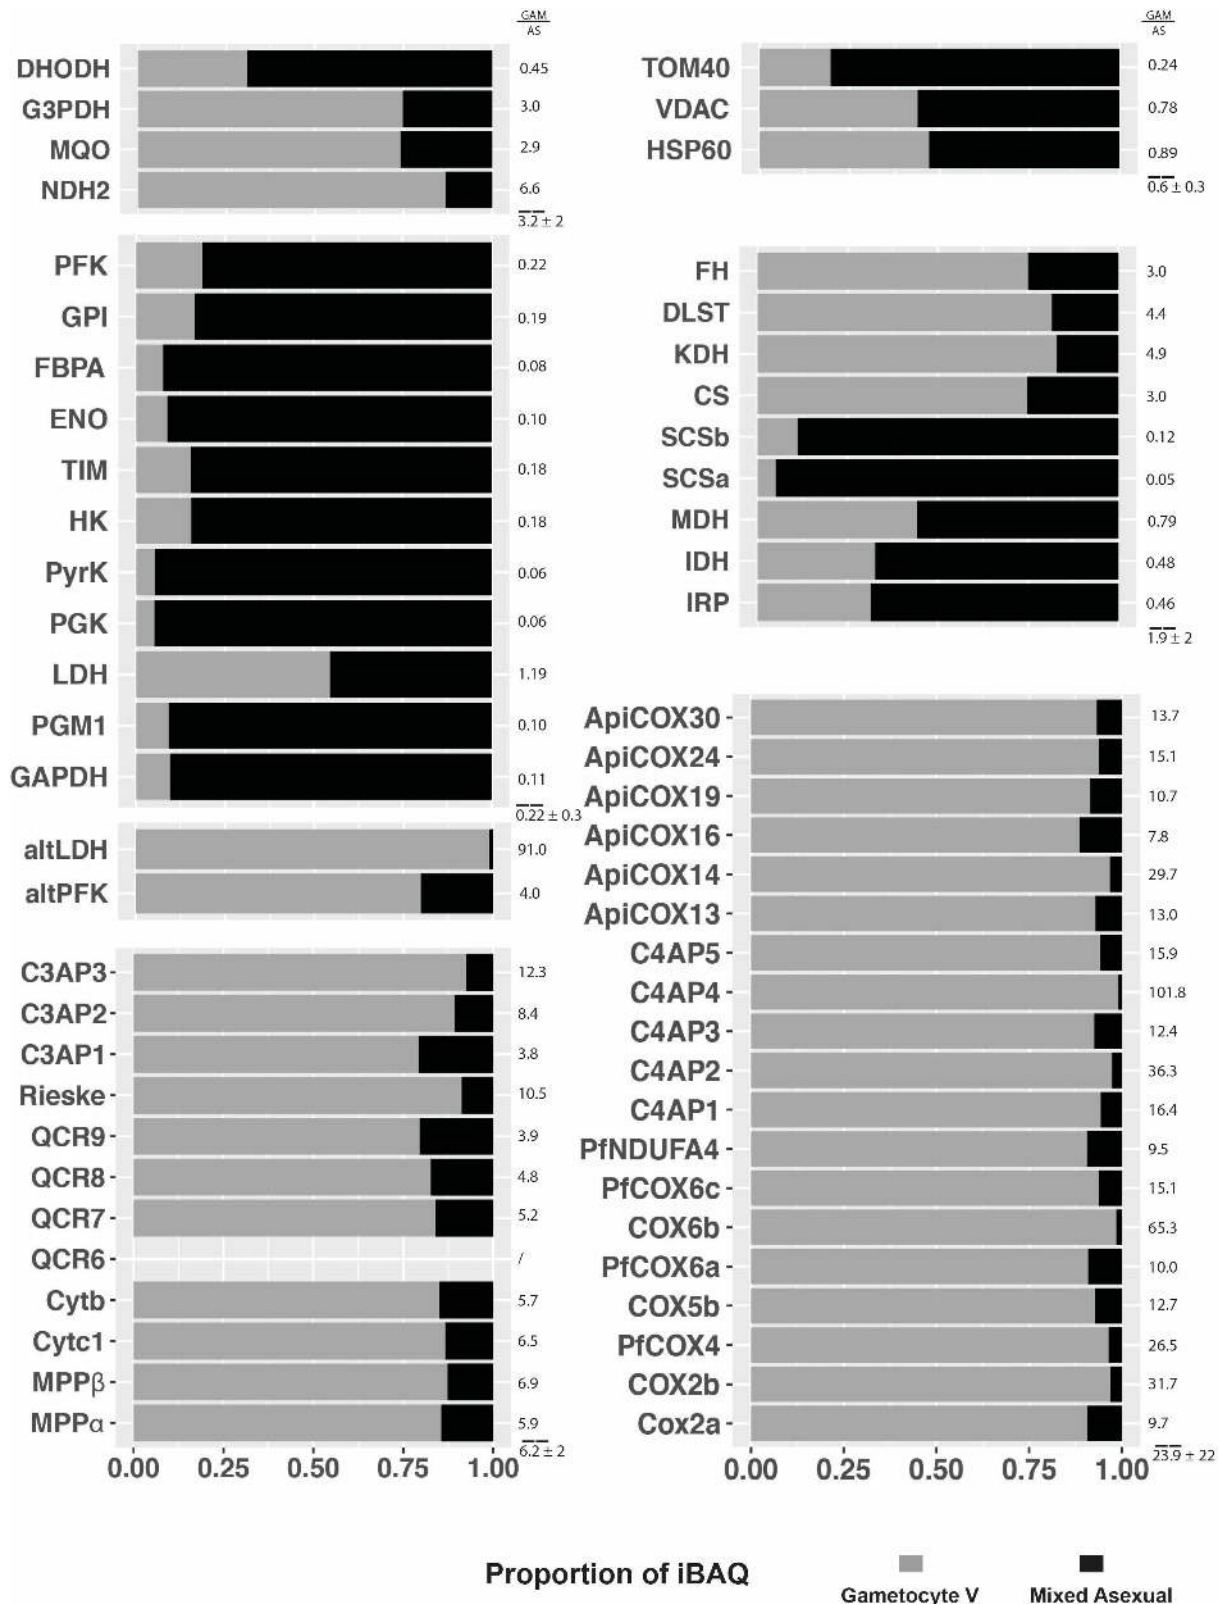 GAM
AS
DHODH 0.45
G3PDH 3.0
MQO 2.9
NDH2 6.6
3.2 ± 2
PFK 0.22
GPI 0.19
FBPA 0.08
ENO 0.10
TIM 0.18
HK 0.18
PyrK 0.06
PGK 0.06
LDH 1.19
PGM1 0.10
GAPDH 0.11
0.22 ± 0.3
altLDH 91.0
altPFK 4.0
C3AP3 12.3
C3AP2 8.4
C3AP1 3.8
Rieske 10.5
QCR9 3.9
QCR8 4.8
QCR7 5.2
QCR6 /
Cytb 5.7
Cytc1 6.5
MPPβ 6.9
MPPα 5.9
6.2 ± 2
0.00 0.25 0.50 0.75 1.00
GAM
AS
TOM40 0.24
VDAC 0.78
HSP60 0.89
0.6 ± 0.3
FH 3.0
DLST 4.4
KDH 4.9
CS 3.0
SCSb 0.12
SCSa 0.05
MDH 0.79
IDH 0.48
IRP 0.46
1.9 ± 2
ApiCOX30 13.7
ApiCOX24 15.1
ApiCOX19 10.7
ApiCOX16 7.8
ApiCOX14 29.7
ApiCOX13 13.0
C4AP5 15.9
C4AP4 101.8
C4AP3 12.4
C4AP2 36.3
C4AP1 16.4
PfNDUFA4 9.5
PfCOX6c 15.1
COX6b 65.3
PfCOX6a 10.0
COX5b 12.7
PfCOX4 26.5
COX2b 31.7
Cox2a 9.7
23.9 ± 22
0.00 0.25 0.50 0.75 1.00
Proportion of iBAQ
Gametocyte V Mixed Asexual